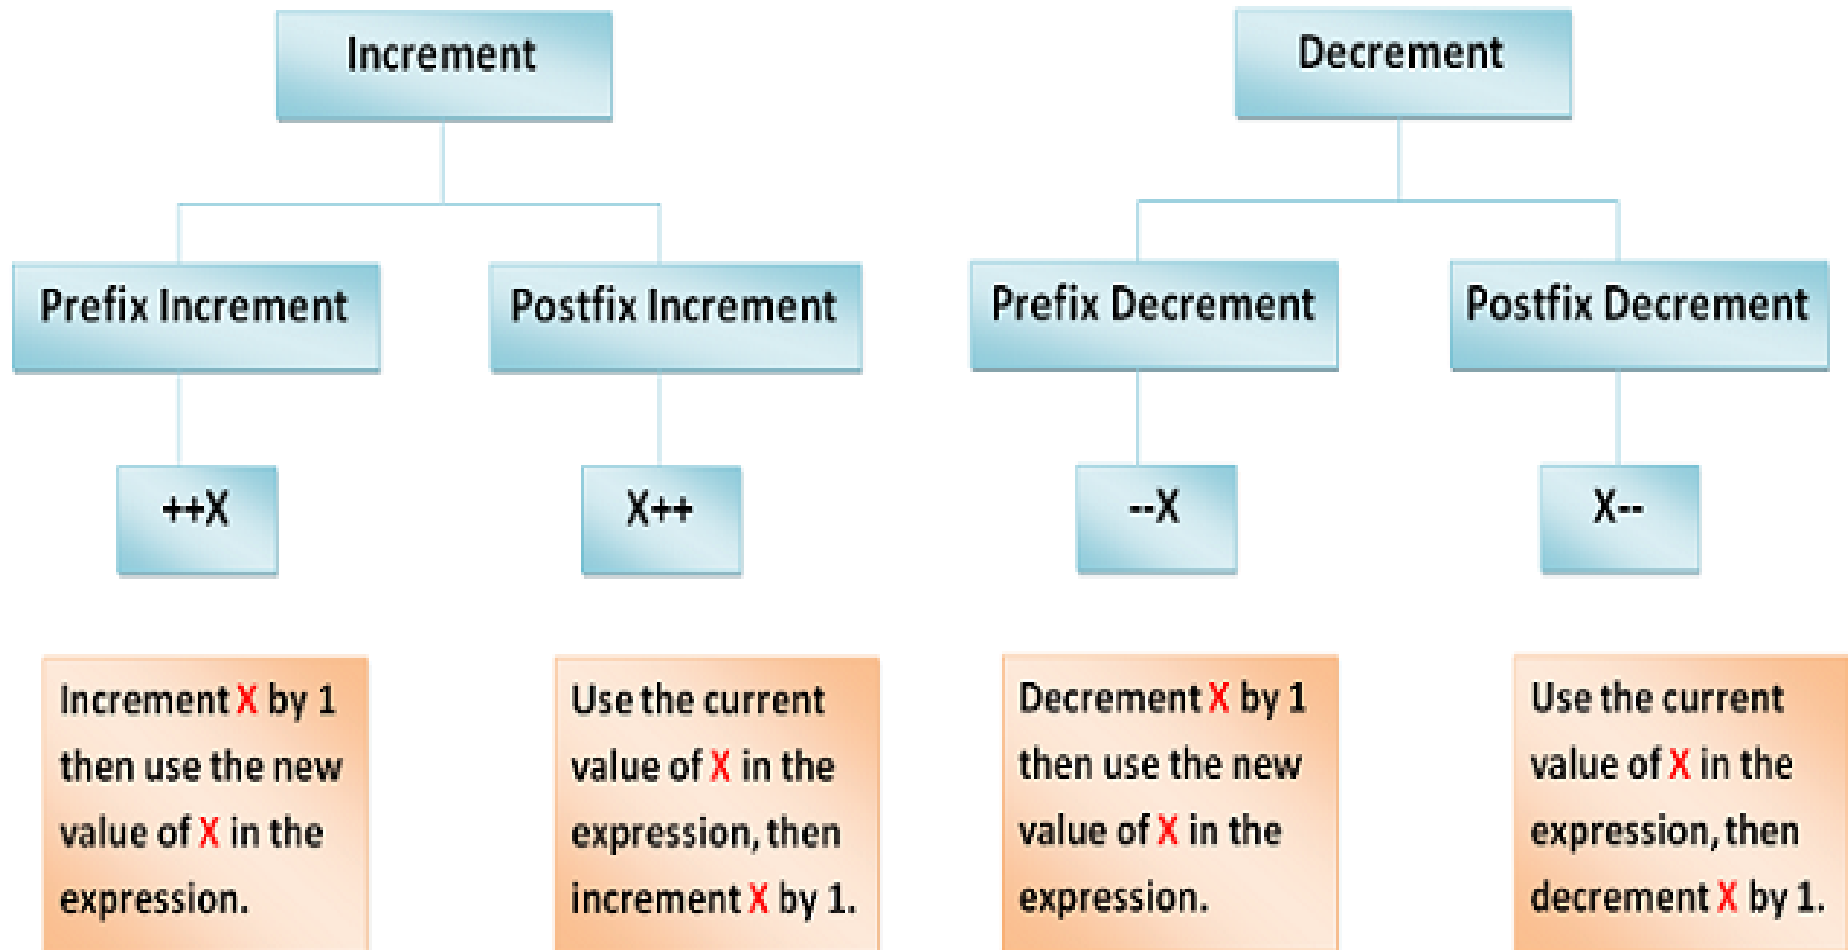 Increment
Decrement
Prefix Increment
Postfix Increment
Prefix Decrement
Postfix Decrement
++X
X++
--X
X--
Increment X by 1
then use the new
value of X in the
expression.
Use the current
value of X in the
expression, then
increment X by 1.
Decrement X by 1
then use the new
value of X in the
expression.
Use the current
value of X in the
expression, then
decrement X by 1.